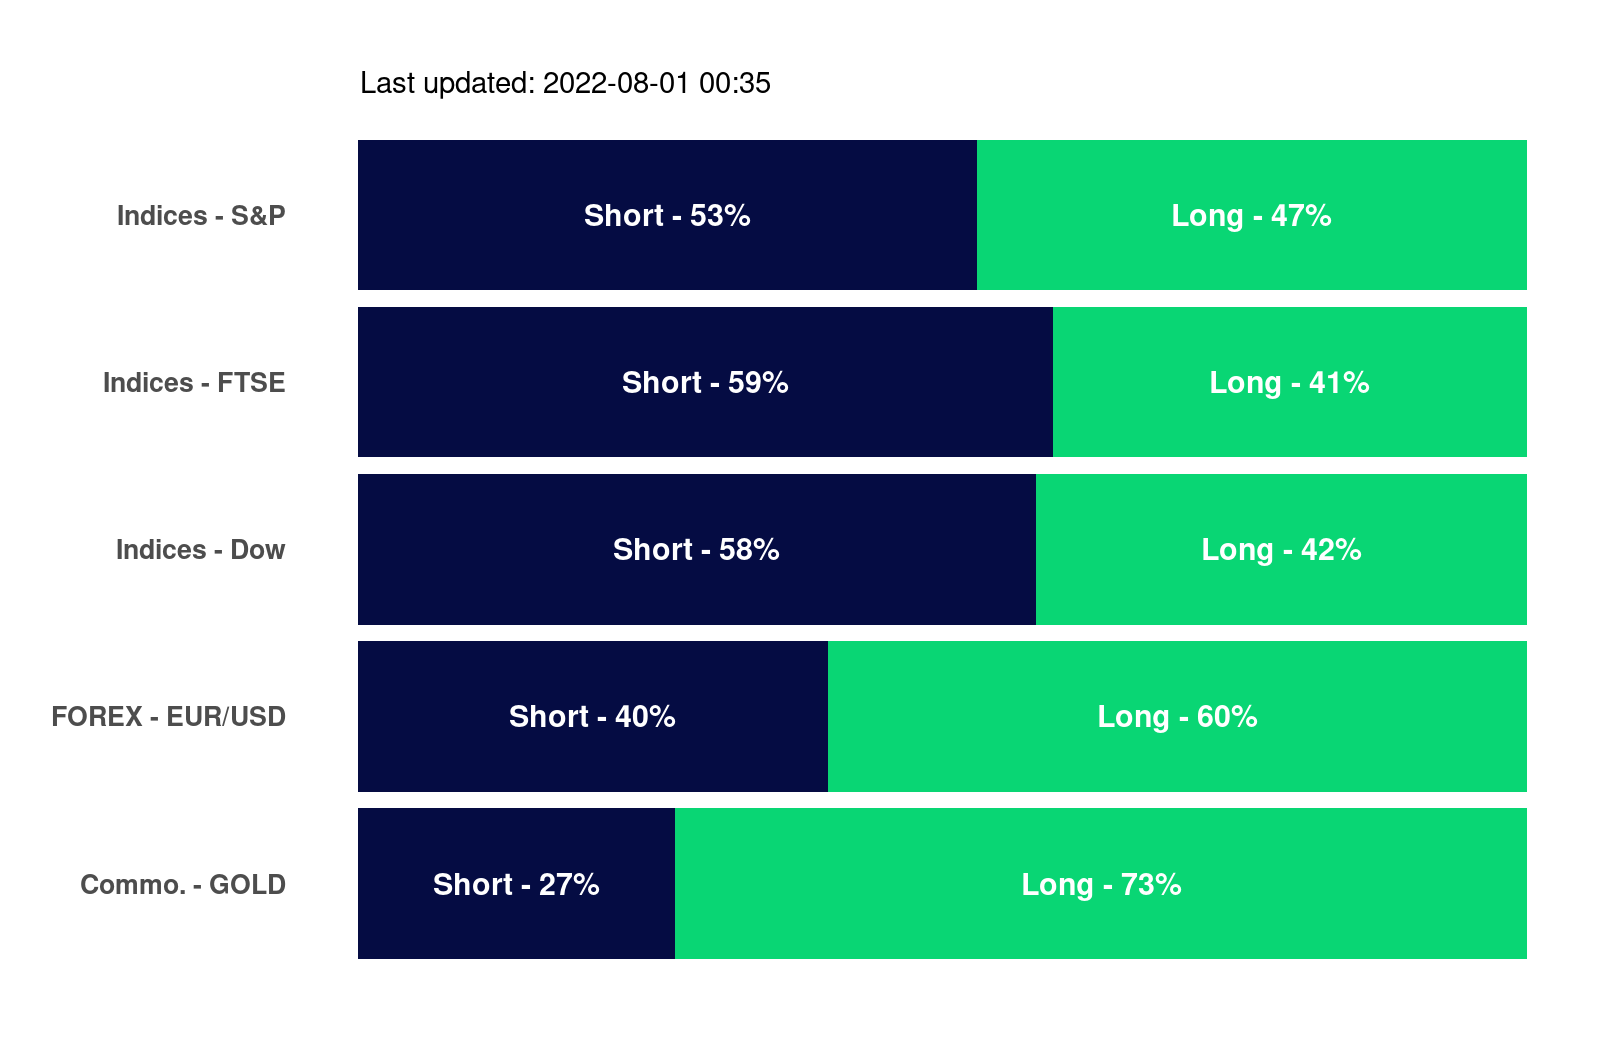 Last updated: 2022-08-01 00:35
Indices - S&P Short - 53% Long - 47%
Indices - FTSE Short - 59% Long - 41%
Indices - Dow Short - 58% Long - 42%
FOREX - EUR/USD Short - 40% Long - 60%
Commo. - GOLD Short - 27% Long - 73%